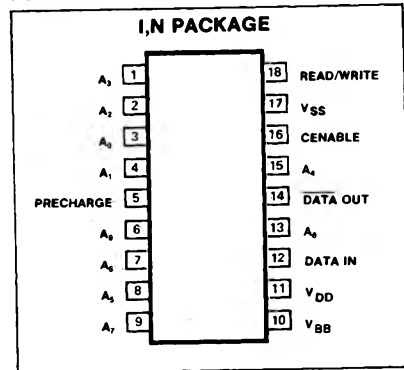 I,N PACKAGE
A₃ 1 18 READ/WRITE
A₂ 2 17 VSS
A₀ 3 16 CENABLE
A₁ 4 15 A₄
PRECHARGE 5 14 D̅A̅T̅A̅ OUT
A₉ 6 13 A₈
A₆ 7 12 DATA IN
A₅ 8 11 VDD
A₇ 9 10 VBB